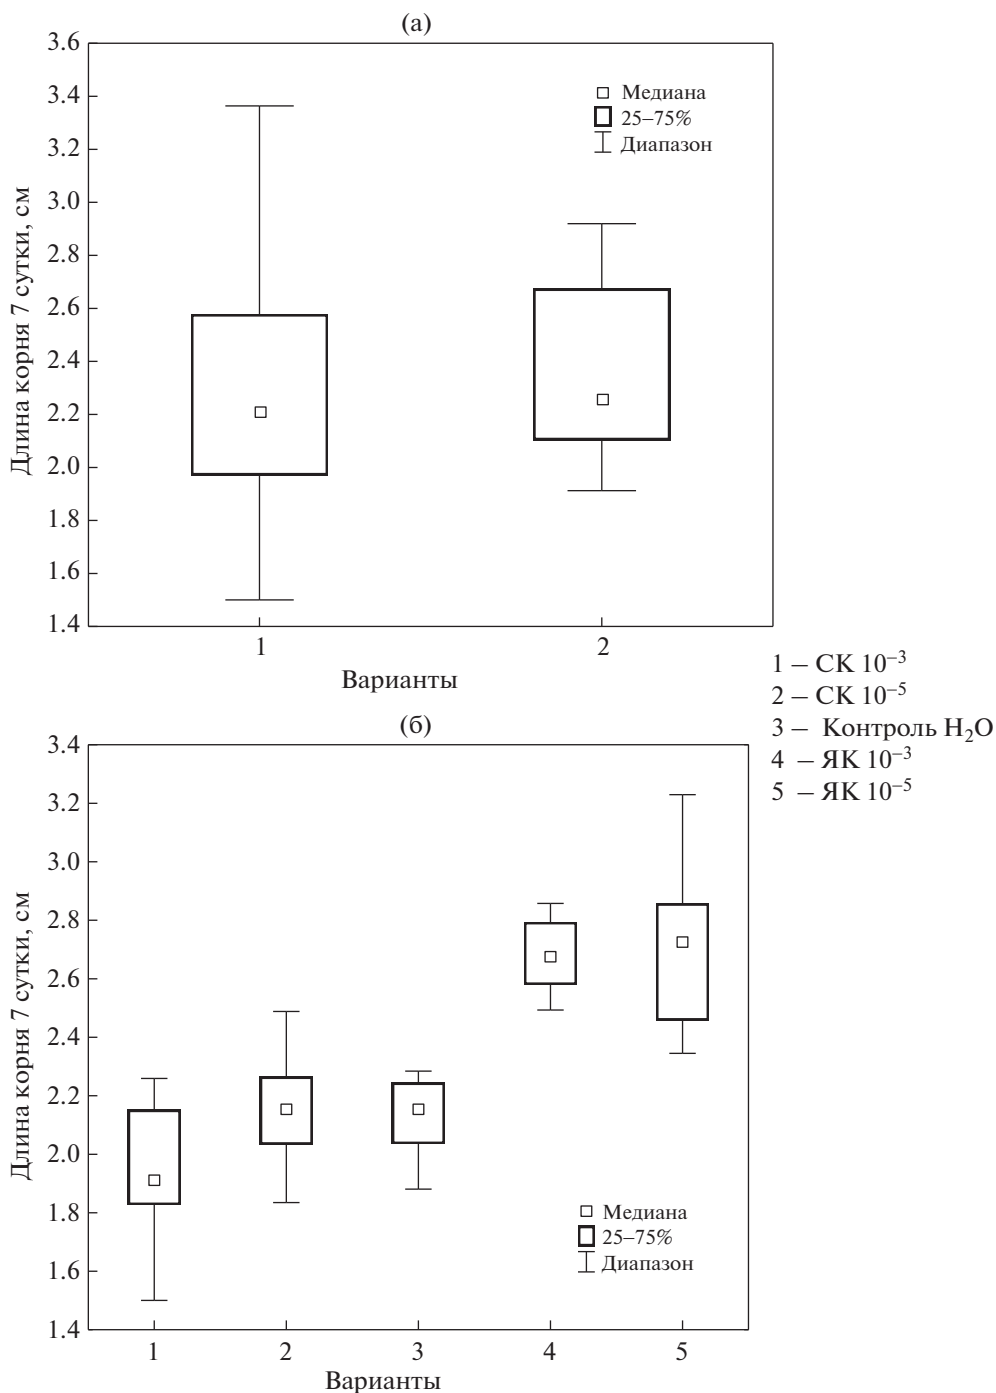 (а)
3.6
3.4
3.2
3.0
2.8
2.6
2.4
2.2
2.0
1.8
1.6
1.4
Длина корня 7 сутки, см
Медиана
25–75%
Диапазон
1
2
Варианты
1 – СК 10⁻³
2 – СК 10⁻⁵
3 – Контроль H₂O
4 – ЯК 10⁻³
5 – ЯК 10⁻⁵
(б)
3.4
3.2
3.0
2.8
2.6
2.4
2.2
2.0
1.8
1.6
1.4
Длина корня 7 сутки, см
Медиана
25–75%
Диапазон
1
2
3
4
5
Варианты